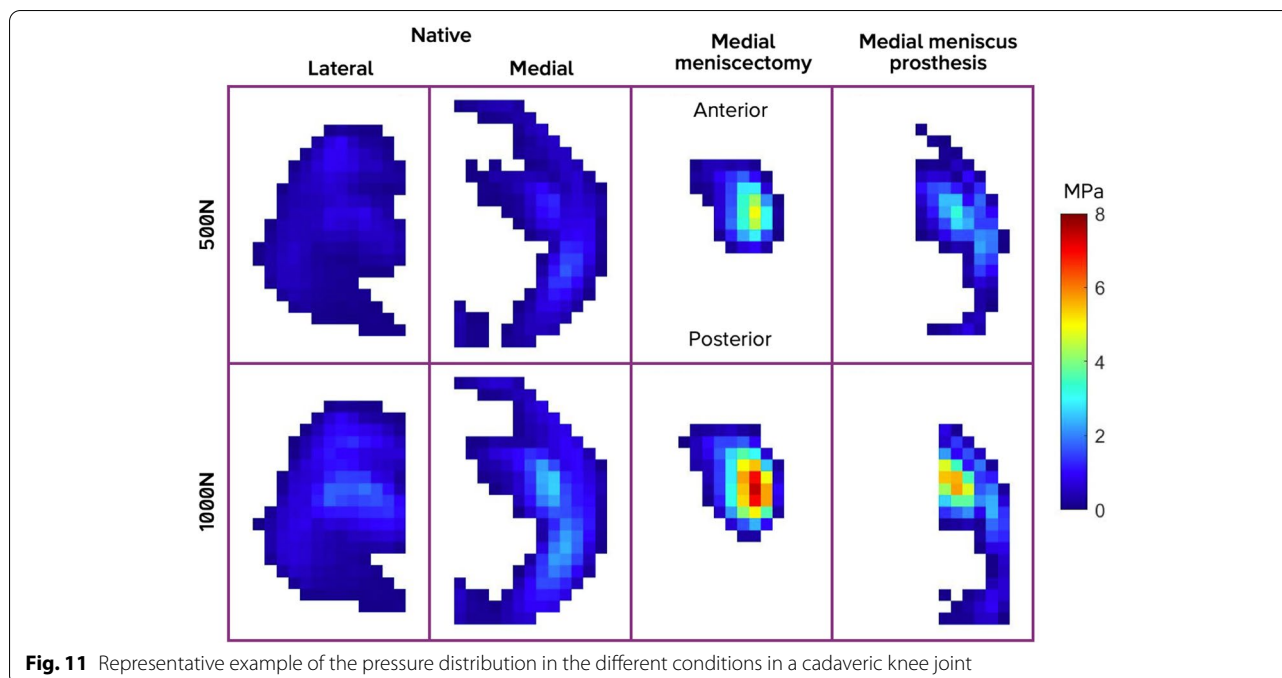 Native
Lateral
Medial
Medial
meniscectomy
Medial meniscus
prosthesis
500N
Anterior
Posterior
1000N
MPa
8
6
4
2
0
Fig. 11 Representative example of the pressure distribution in the different conditions in a cadaveric knee joint